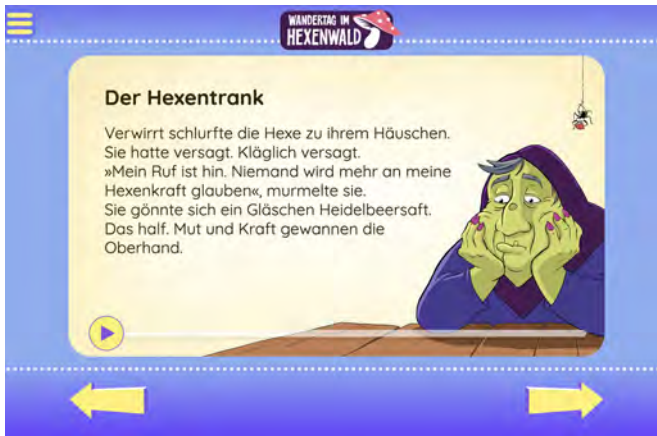 WANDERTAG IM
HEXENWALD
Der Hexentrank
Verwirrt schlurfte die Hexe zu ihrem Häuschen.
Sie hatte versagt. Kläglich versagt.
»Mein Ruf ist hin. Niemand wird mehr an meine
Hexenkraft glauben«, murmelte sie.
Sie gönnte sich ein Gläschen Heidelbeersaft.
Das half. Mut und Kraft gewannen die
Oberhand.